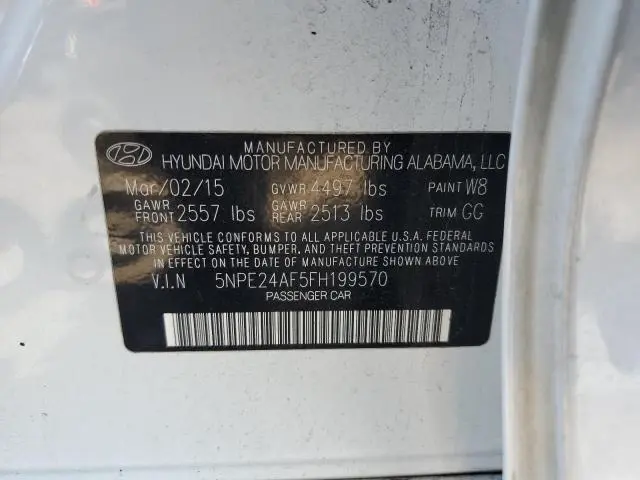 MANUFACTURED BY
HYUNDAI MOTOR MANUFACTURING ALABAMA, LLC
Mar/02/15 GVWR 4497 lbs PAINT W8
GAWR FRONT 2557 lbs GAWR REAR 2513 lbs TRIM GG
THIS VEHICLE CONFORMS TO ALL APPLICABLE U.S.A. FEDERAL
MOTOR VEHICLE SAFETY, BUMPER, AND THEFT PREVENTION STANDARDS
IN EFFECT ON THE DATE OF MANUFACTURE SHOWN ABOVE
V.I.N 5NPE24AF5FH199570
PASSENGER CAR